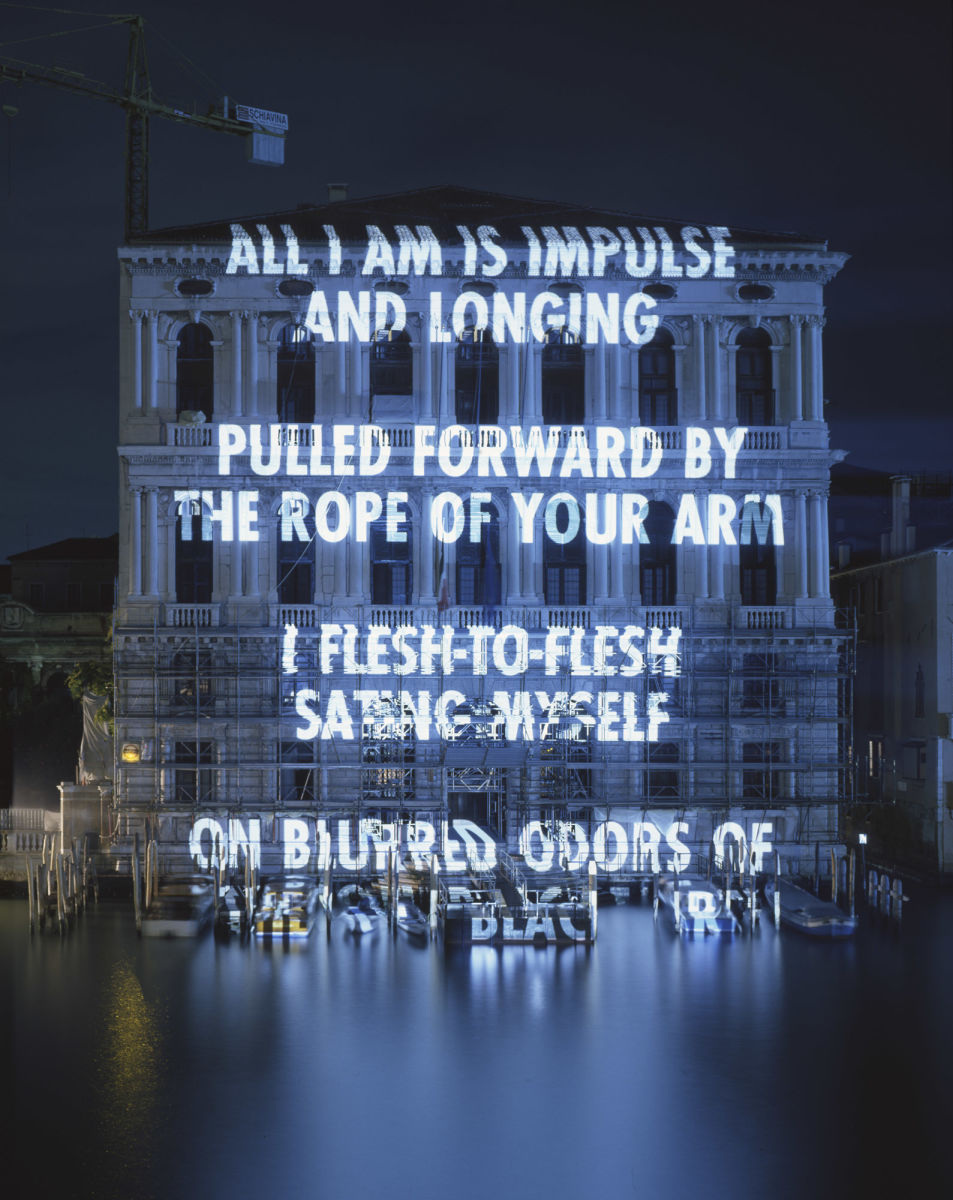 SCHIAVINA
ALL I AM IS IMPULSE
AND LONGING
PULLED FORWARD BY
THE ROPE OF YOUR ARM
I FLESH-TO-FLESH
SATING MYSELF
ON BLURRED ODORS OF